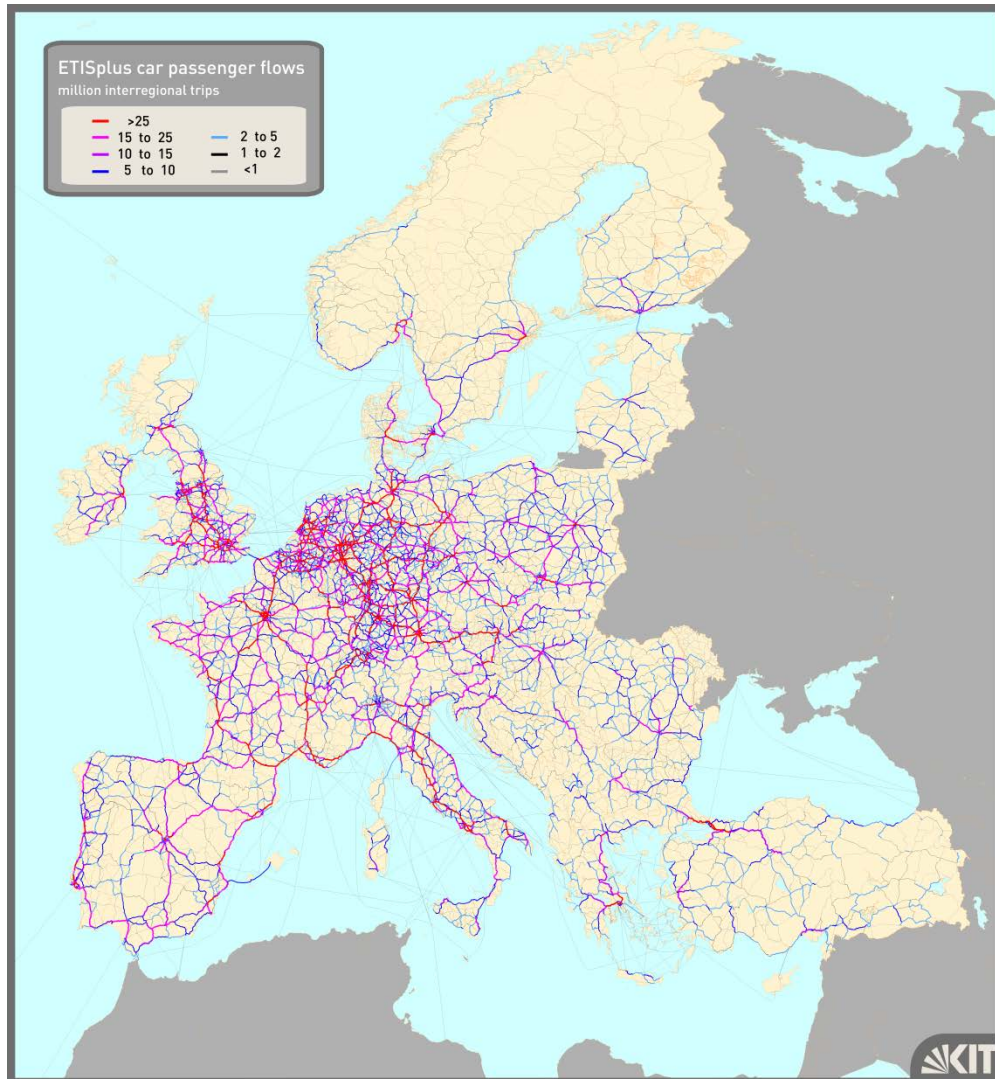 ETISplus car passenger flows
million interregional trips
>25
15 to 25
10 to 15
5 to 10
2 to 5
1 to 2
<1
KIT